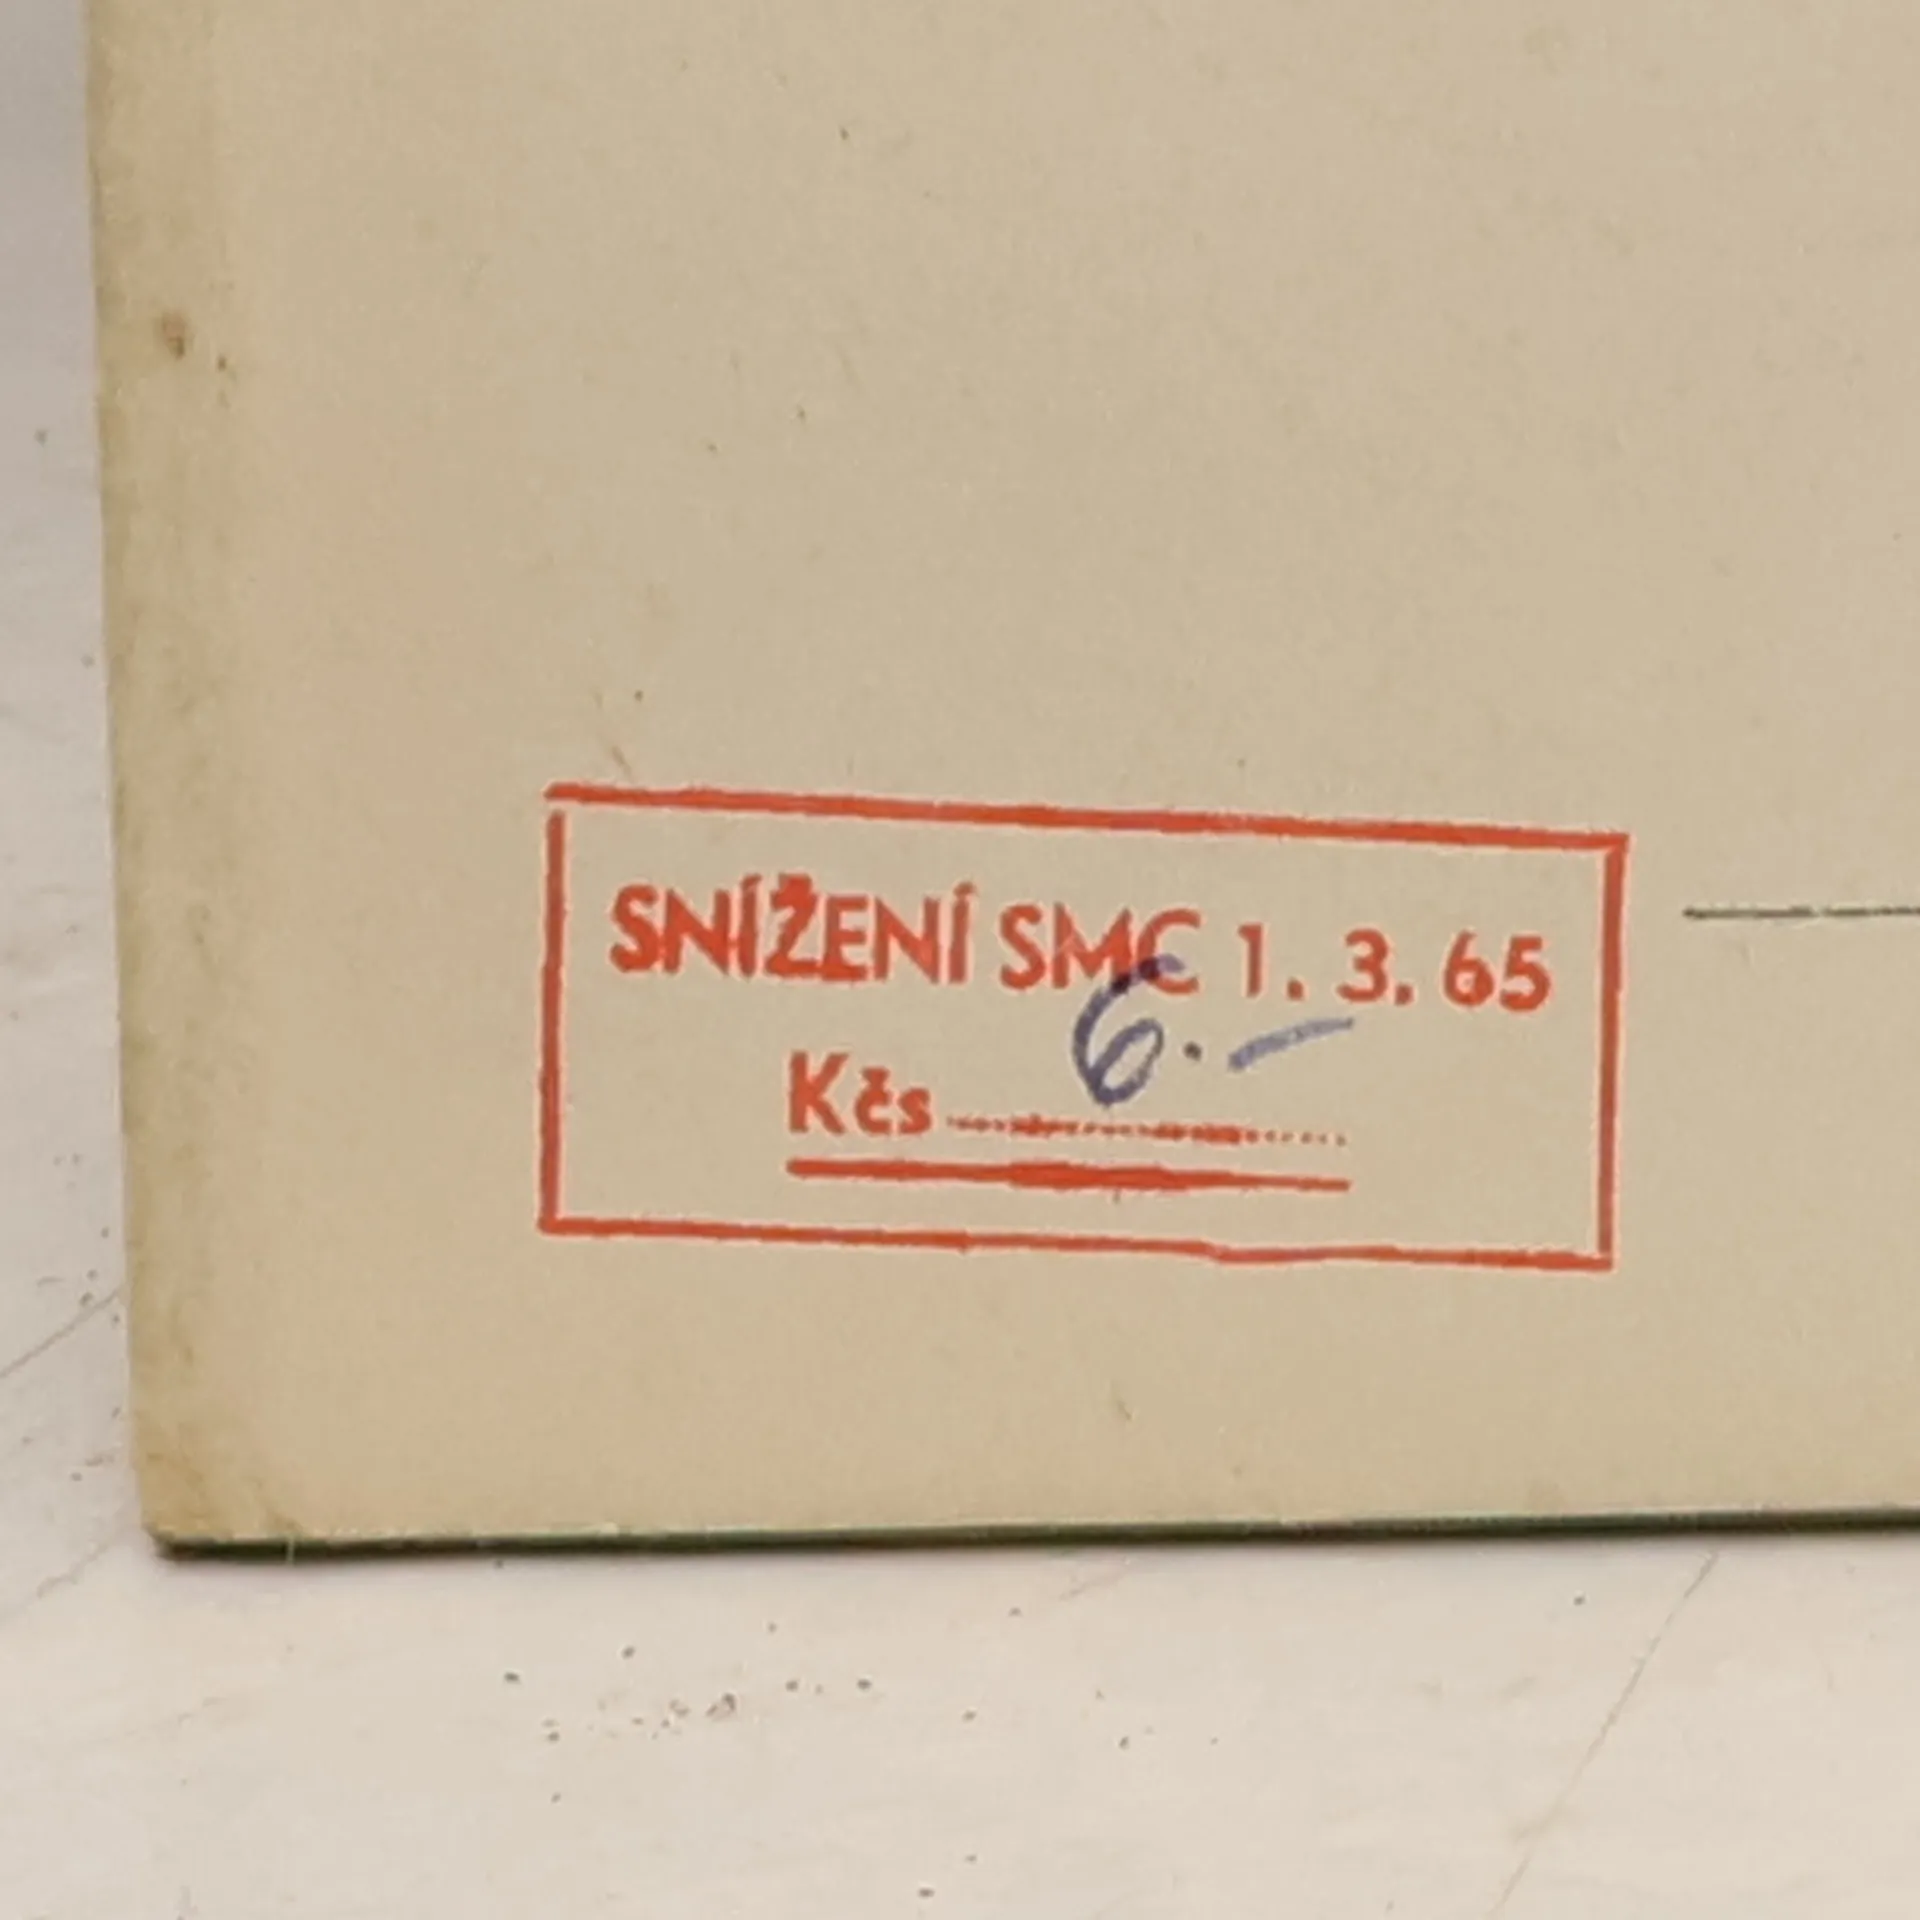 SNÍŽENÍ SMC 1. 3. 65
Kčs 6.—